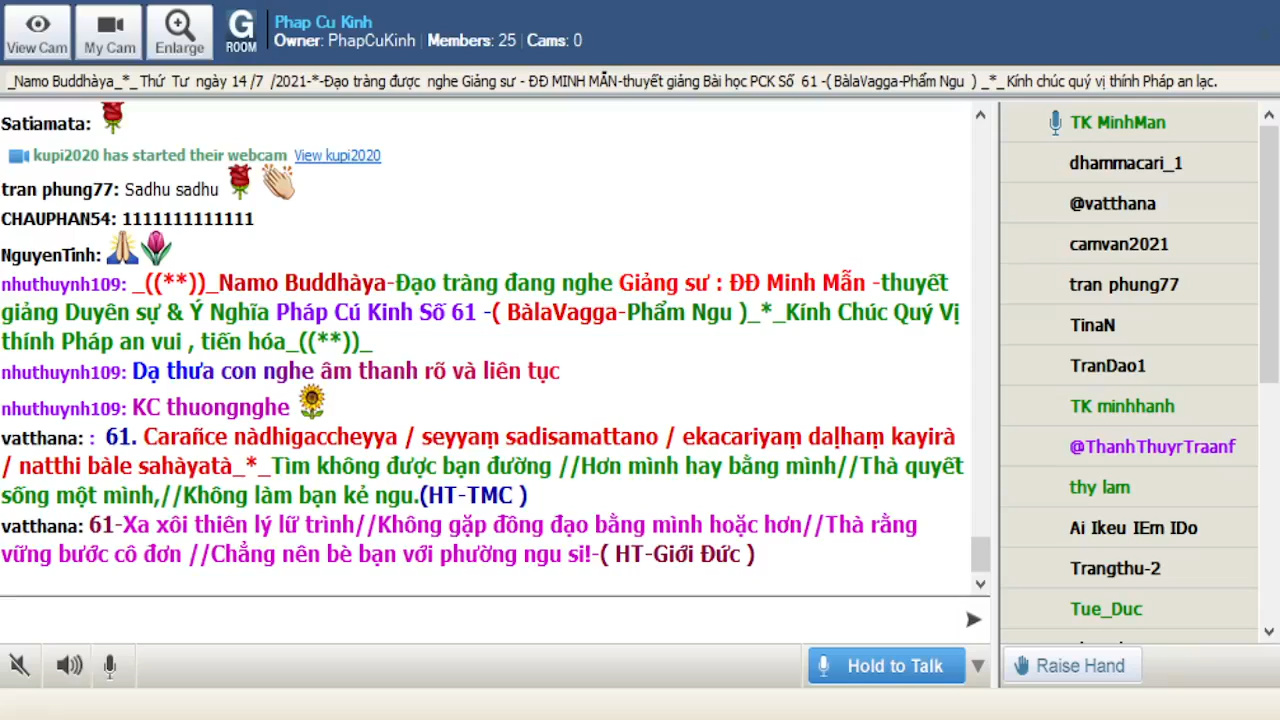 View Cam
My Cam
Enlarge
G
ROOM
Phap Cu Kinh
Owner: PhapCuKinh | Members: 25 | Cams: 0
_Namo Buddhàya_*_Thứ Tư ngày 14 /7 /2021-*-Đạo tràng được nghe Giảng sư - ĐĐ MINH MẪN-thuyết giảng Bài học PCK Số 61 -( BàlaVagga-Phẩm Ngu ) _*_Kính chúc quý vị thính Pháp an lạc.
Satiamata:
kupi2020 has started their webcam View kupi2020
tran phung77: Sadhu sadhu
CHAUPHAN54: 1111111111111
NguyenTinh:
nhuthuynh109: _((**))_Namo Buddhàya-Đạo tràng đang nghe Giảng sư : ĐĐ Minh Mẫn -thuyết
giảng Duyên sự & Ý Nghĩa Pháp Cú Kinh Số 61 -( BàlaVagga-Phẩm Ngu )_*_Kính Chúc Quý Vị
thính Pháp an vui , tiến hóa_((**))_
nhuthuynh109: Dạ thưa con nghe âm thanh rõ và liên tục
nhuthuynh109: KC thuongnghe
vatthana: : 61. Carañce nàdhigaccheyya / seyyaṃ sadisamattano / ekacariyaṃ daḷhaṃ kayirà
/ natthi bàle sahàyatà_*_Tìm không được bạn đường //Hơn mình hay bằng mình//Thà quyết
sống một mình,//Không làm bạn kẻ ngu.(HT-TMC )
vatthana: 61-Xa xôi thiên lý lữ trình//Không gặp đông đạo bằng mình hoặc hơn//Thà rằng
vững bước cô đơn //Chẳng nên bè bạn với phường ngu si!-( HT-Giới Đức )
Hold to Talk
TK MinhMan
dhammacari_1
@vatthana
camvan2021
tran phung77
TinaN
TranDao1
TK minhhanh
@ThanhThuyrTraanf
thy lam
Ai Ikeu IEm IDo
Trangthu-2
Tue_Duc
Raise Hand